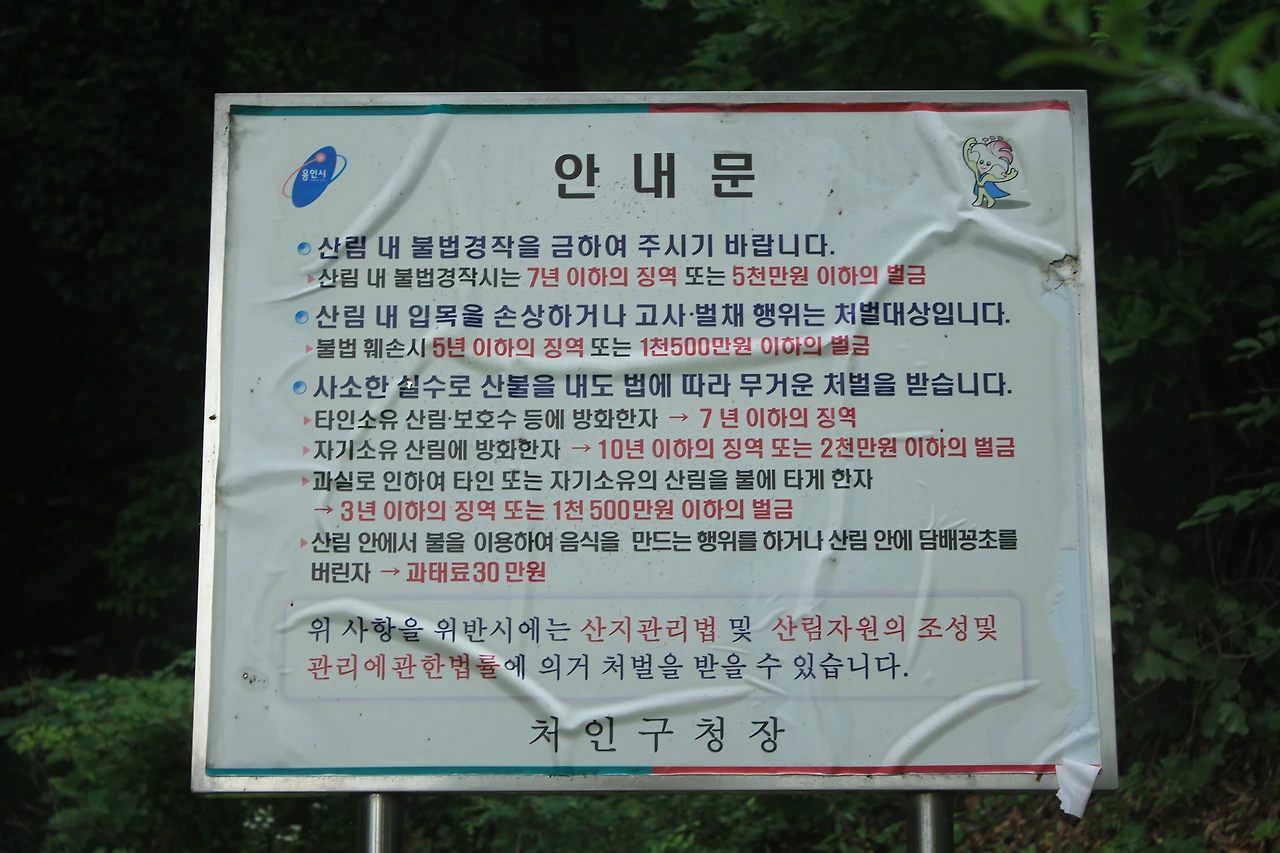 용인시
안내문
산림 내 불법경작을 금하여 주시기 바랍니다.
산림 내 불법경작시는 7년 이하의 징역 또는 5천만원 이하의 벌금
산림 내 입목을 손상하거나 고사·벌채 행위는 처벌대상입니다.
불법 훼손시 5년 이하의 징역 또는 1천500만원 이하의 벌금
사소한 실수로 산불을 내도 법에 따라 무거운 처벌을 받습니다.
타인소유 산림·보호수 등에 방화한자 → 7 년 이하의 징역
자기소유 산림에 방화한자 → 10년 이하의 징역 또는 2천만원 이하의 벌금
과실로 인하여 타인 또는 자기소유의 산림을 불에 타게 한자
→ 3년 이하의 징역 또는 1천 500만원 이하의 벌금
산림 안에서 불을 이용하여 음식을 만드는 행위를 하거나 산림 안에 담배꽁초를
버린자 → 과태료30 만원
위 사항을 위반시에는 산지관리법 및 산림자원의 조성및
관리에관한법률에 의거 처벌을 받을 수 있습니다.
처인구청장